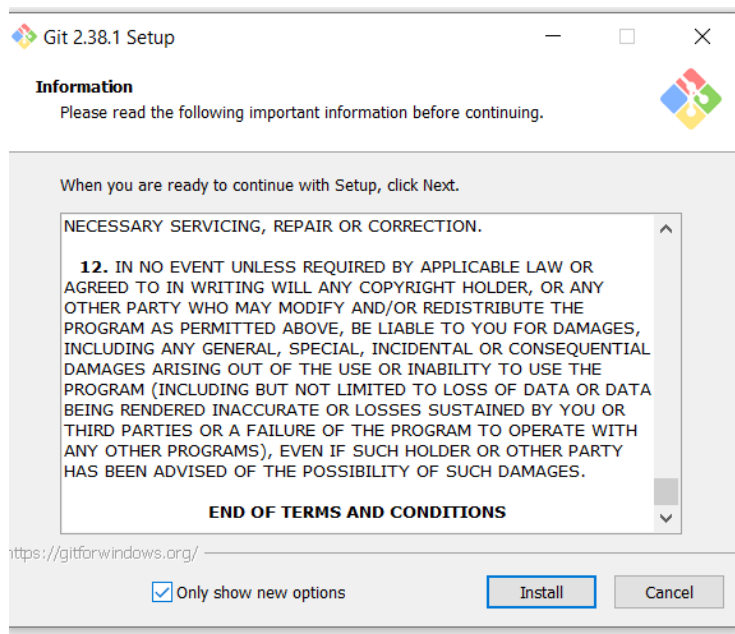 Git 2.38.1 Setup
Information
Please read the following important information before continuing.
When you are ready to continue with Setup, click Next.
NECESSARY SERVICING, REPAIR OR CORRECTION.
12. IN NO EVENT UNLESS REQUIRED BY APPLICABLE LAW OR
AGREED TO IN WRITING WILL ANY COPYRIGHT HOLDER, OR ANY
OTHER PARTY WHO MAY MODIFY AND/OR REDISTRIBUTE THE
PROGRAM AS PERMITTED ABOVE, BE LIABLE TO YOU FOR DAMAGES,
INCLUDING ANY GENERAL, SPECIAL, INCIDENTAL OR CONSEQUENTIAL
DAMAGES ARISING OUT OF THE USE OR INABILITY TO USE THE
PROGRAM (INCLUDING BUT NOT LIMITED TO LOSS OF DATA OR DATA
BEING RENDERED INACCURATE OR LOSSES SUSTAINED BY YOU OR
THIRD PARTIES OR A FAILURE OF THE PROGRAM TO OPERATE WITH
ANY OTHER PROGRAMS), EVEN IF SUCH HOLDER OR OTHER PARTY
HAS BEEN ADVISED OF THE POSSIBILITY OF SUCH DAMAGES.
END OF TERMS AND CONDITIONS
https://gitforwindows.org/
Only show new options
Install
Cancel